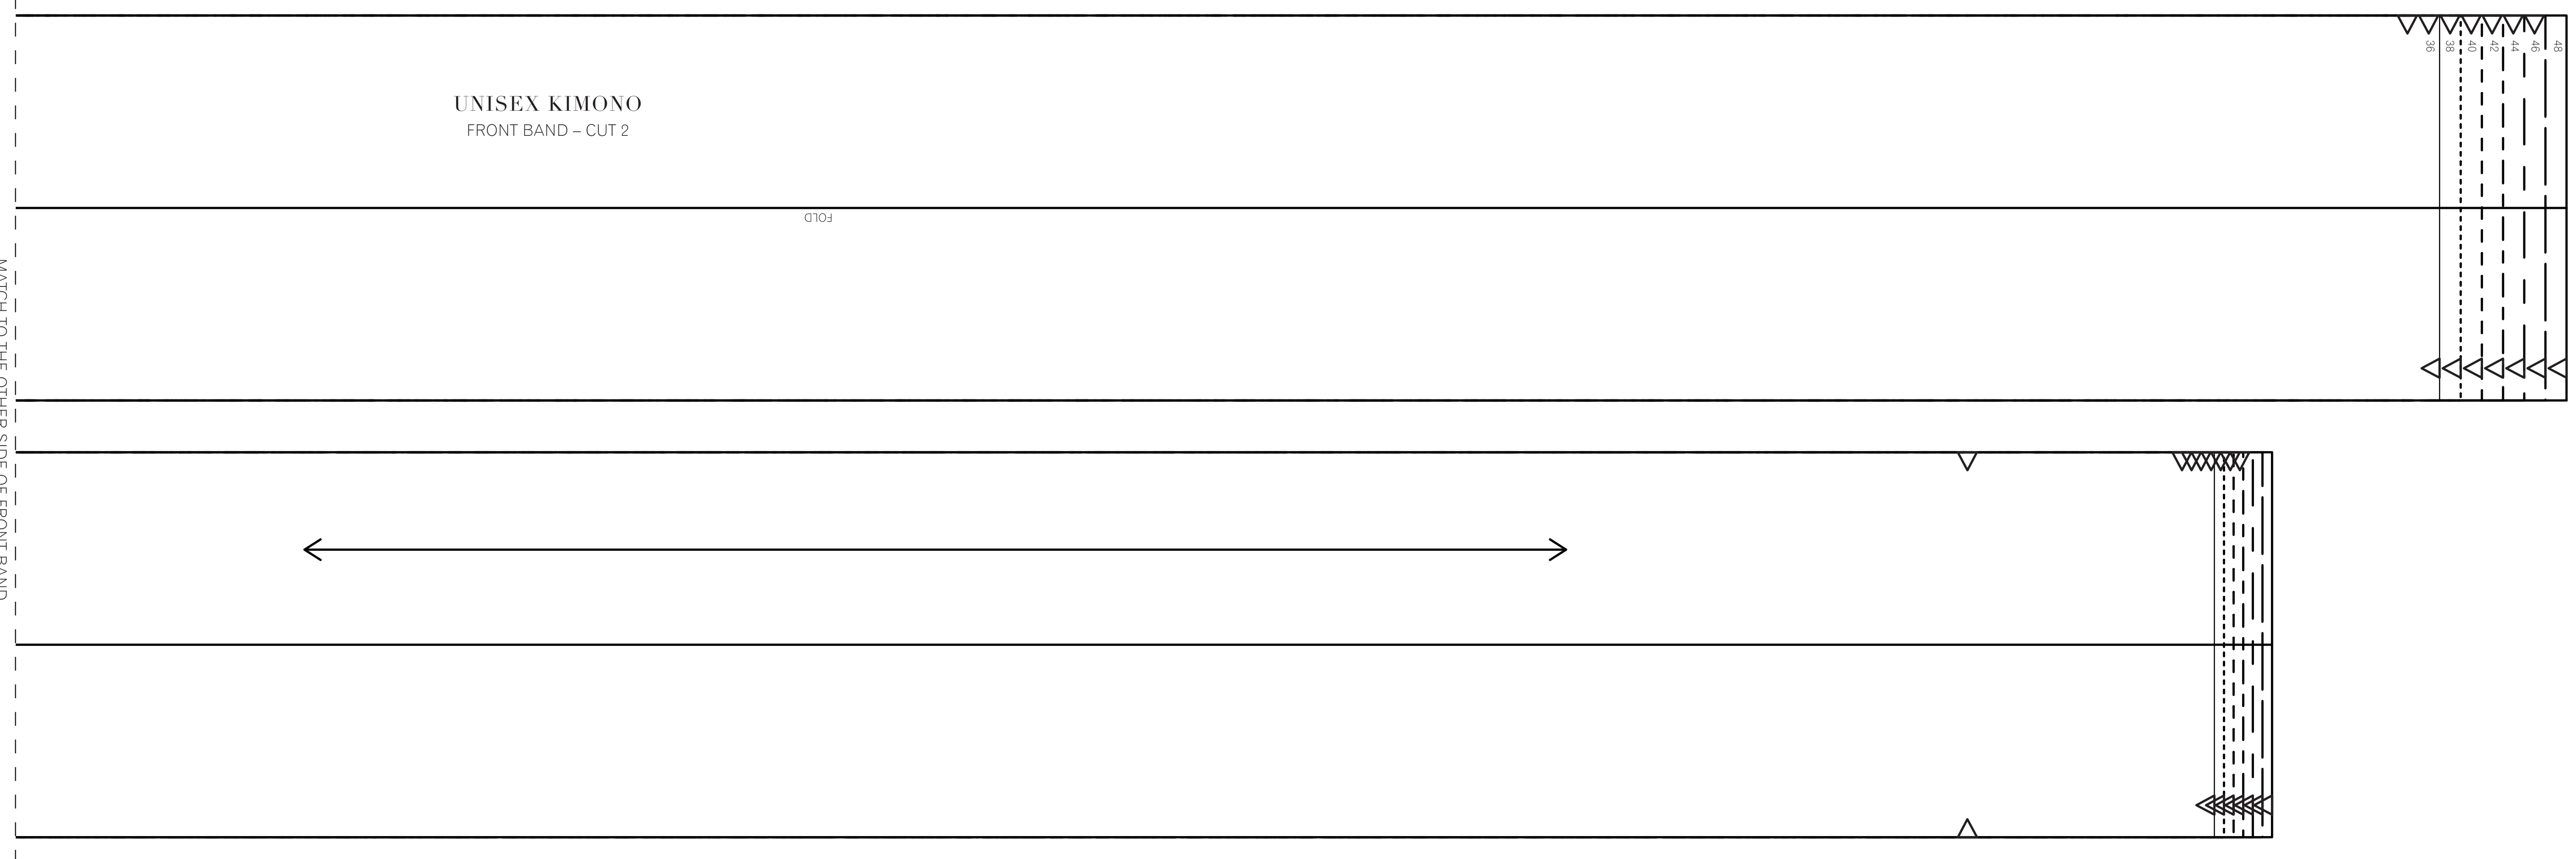 UNISEX KIMONO
FRONT BAND – CUT 2
36
38
40
42
44
46
48
FOLD
MATCH TO THE OTHER SIDE OF FRONT BAND